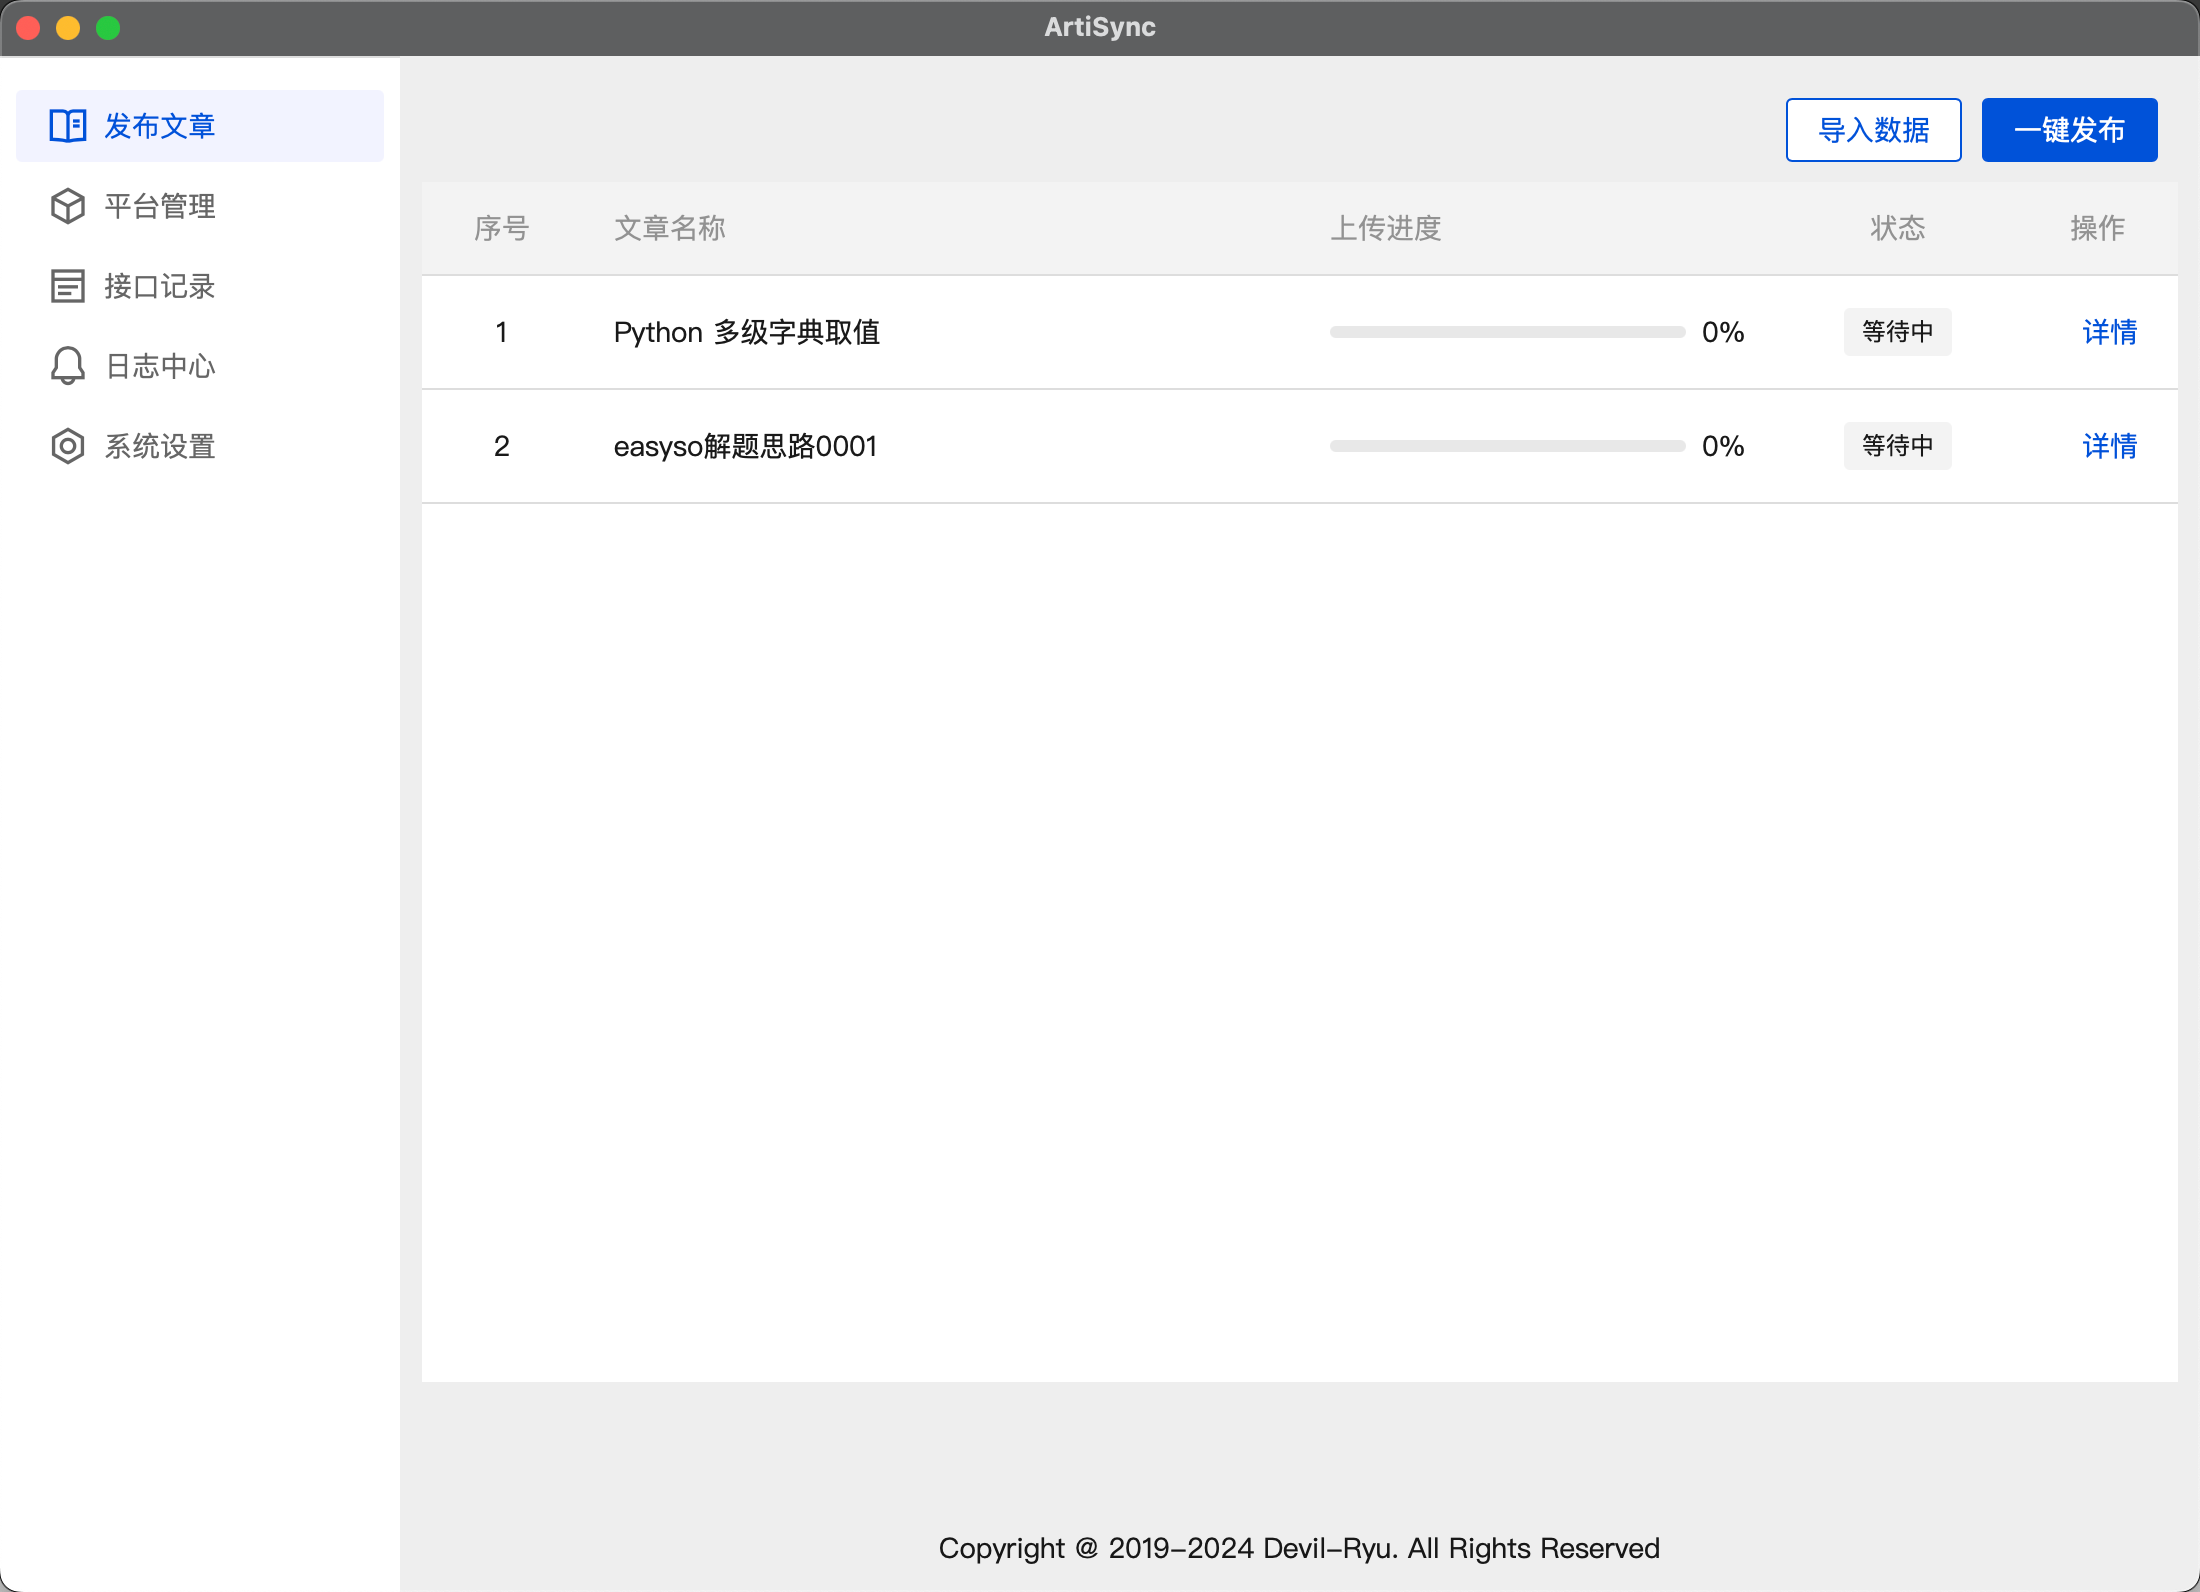 ArtiSync
发布文章
平台管理
接口记录
日志中心
系统设置
导入数据 一键发布
序号 文章名称 上传进度 状态 操作
1 Python 多级字典取值 0% 等待中 详情
2 easyso解题思路0001 0% 等待中 详情
Copyright @ 2019-2024 Devil-Ryu. All Rights Reserved